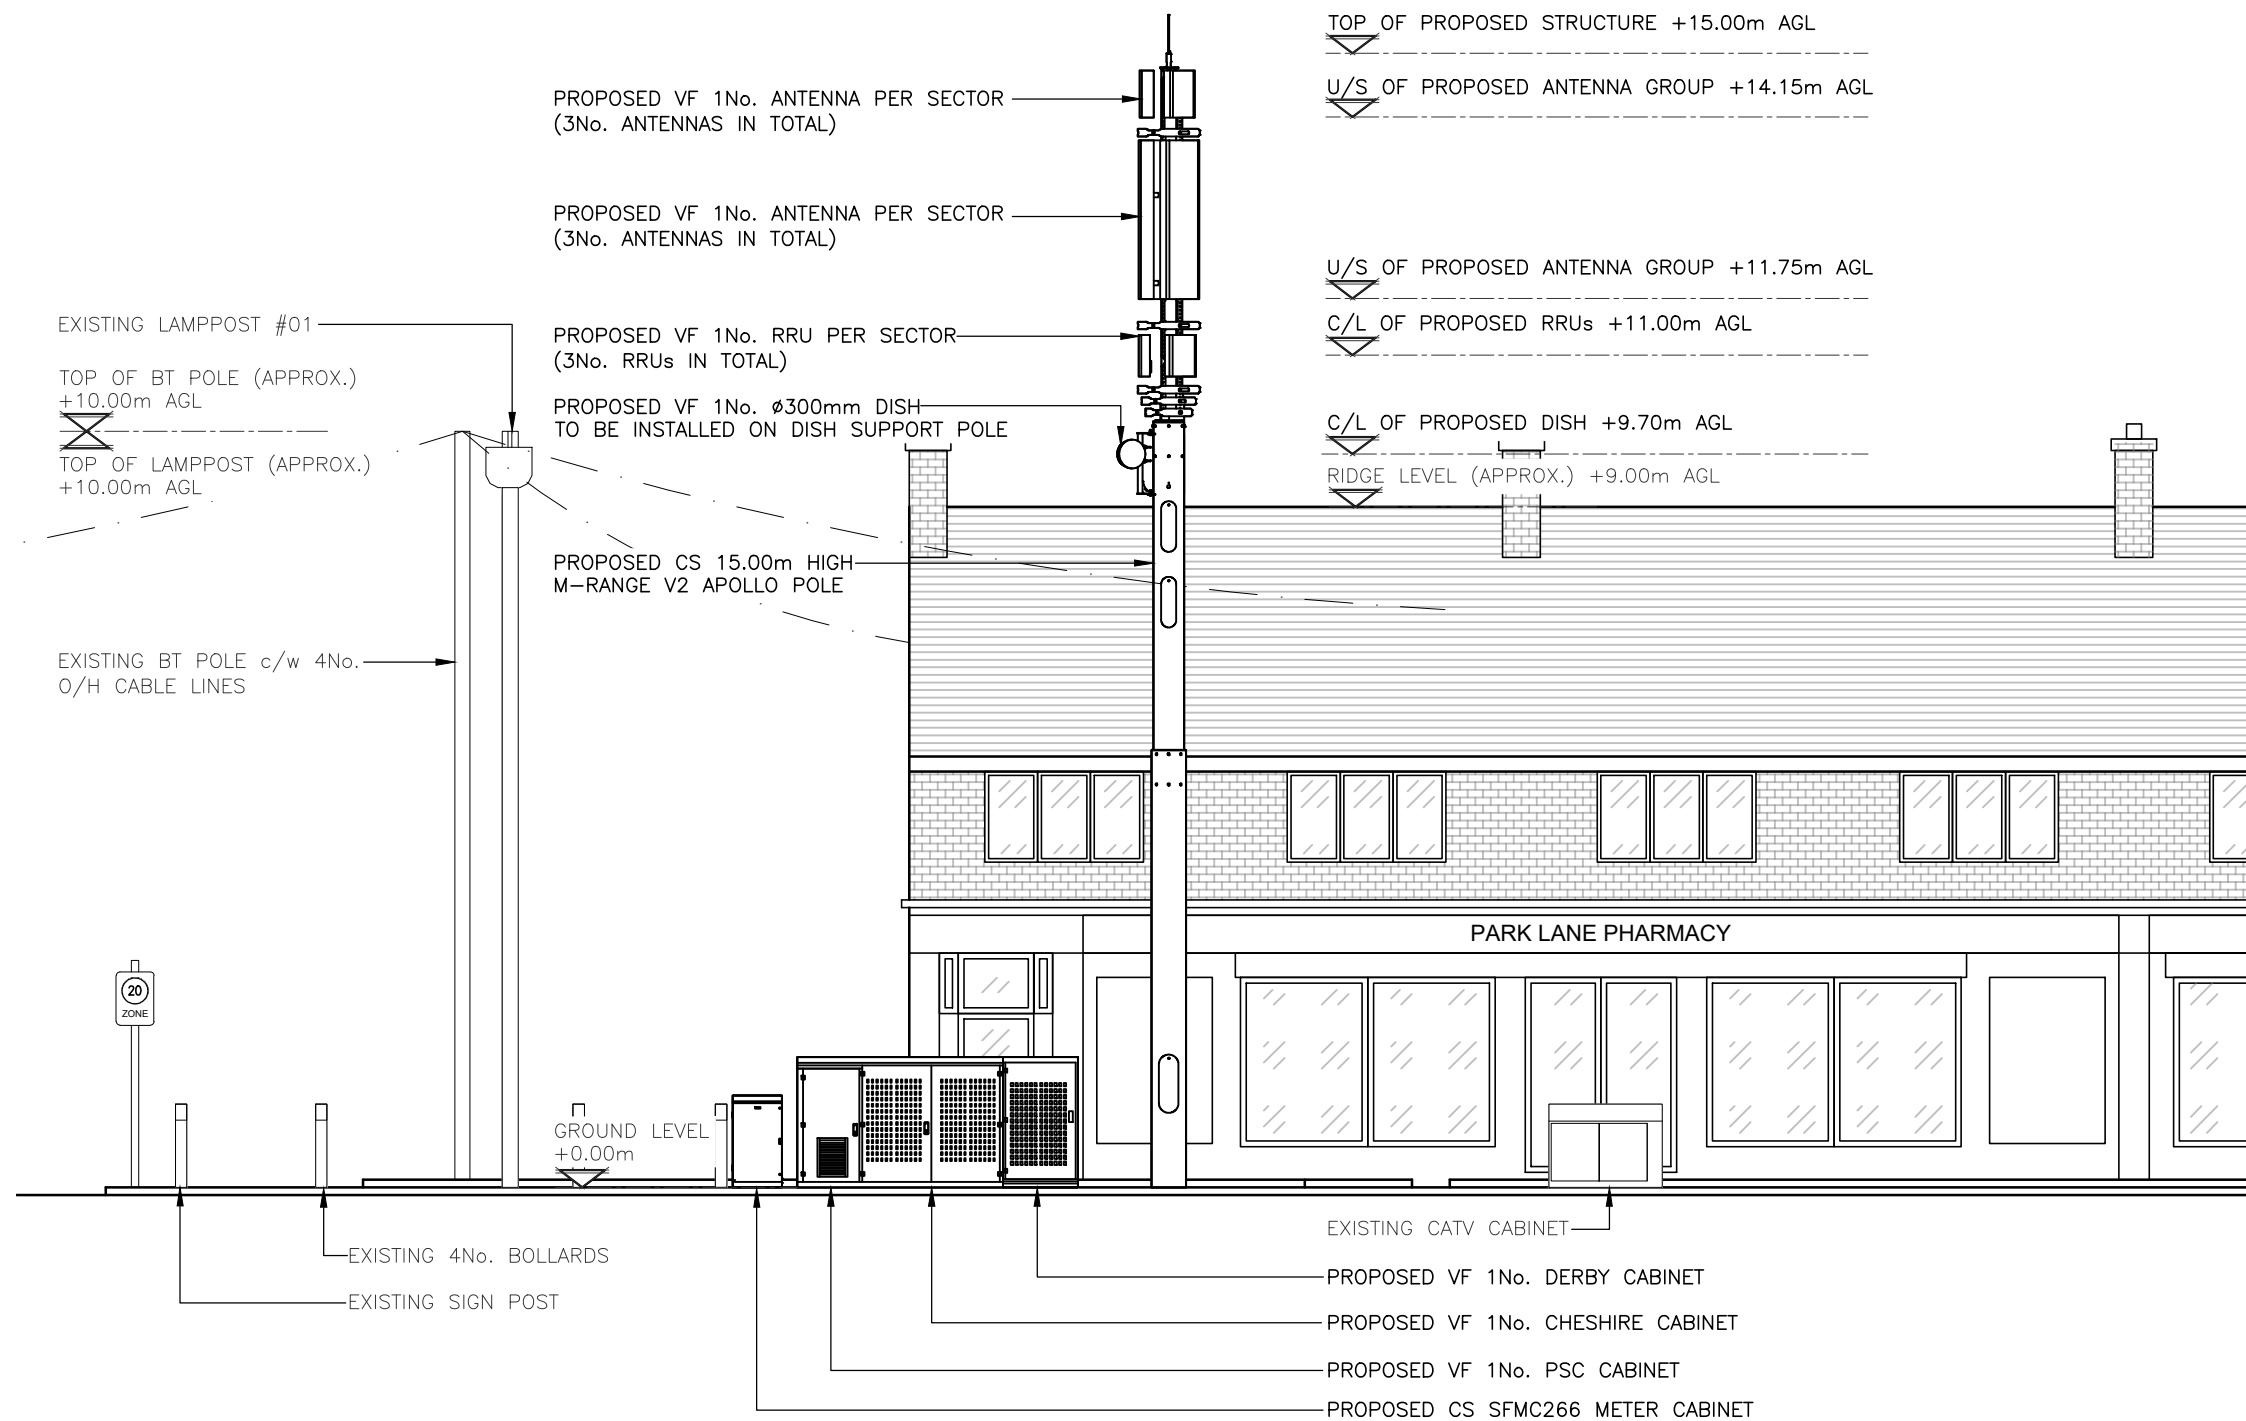 TOP OF PROPOSED STRUCTURE +15.00m AGL
PROPOSED VF 1No. ANTENNA PER SECTOR
(3No. ANTENNAS IN TOTAL)
U/S OF PROPOSED ANTENNA GROUP +14.15m AGL
PROPOSED VF 1No. ANTENNA PER SECTOR
(3No. ANTENNAS IN TOTAL)
U/S OF PROPOSED ANTENNA GROUP +11.75m AGL
EXISTING LAMPPOST #01
PROPOSED VF 1No. RRU PER SECTOR
(3No. RRUs IN TOTAL)
C/L OF PROPOSED RRUs +11.00m AGL
TOP OF BT POLE (APPROX.)
+10.00m AGL
PROPOSED VF 1No. Ø300mm DISH
TO BE INSTALLED ON DISH SUPPORT POLE
C/L OF PROPOSED DISH +9.70m AGL
TOP OF LAMPPOST (APPROX.)
+10.00m AGL
RIDGE LEVEL (APPROX.) +9.00m AGL
PROPOSED CS 15.00m HIGH
M-RANGE V2 APOLLO POLE
EXISTING BT POLE c/w 4No.
O/H CABLE LINES
PARK LANE PHARMACY
20
ZONE
GROUND LEVEL
+0.00m
EXISTING CATV CABINET
EXISTING 4No. BOLLARDS
PROPOSED VF 1No. DERBY CABINET
EXISTING SIGN POST
PROPOSED VF 1No. CHESHIRE CABINET
PROPOSED VF 1No. PSC CABINET
PROPOSED CS SFMC266 METER CABINET